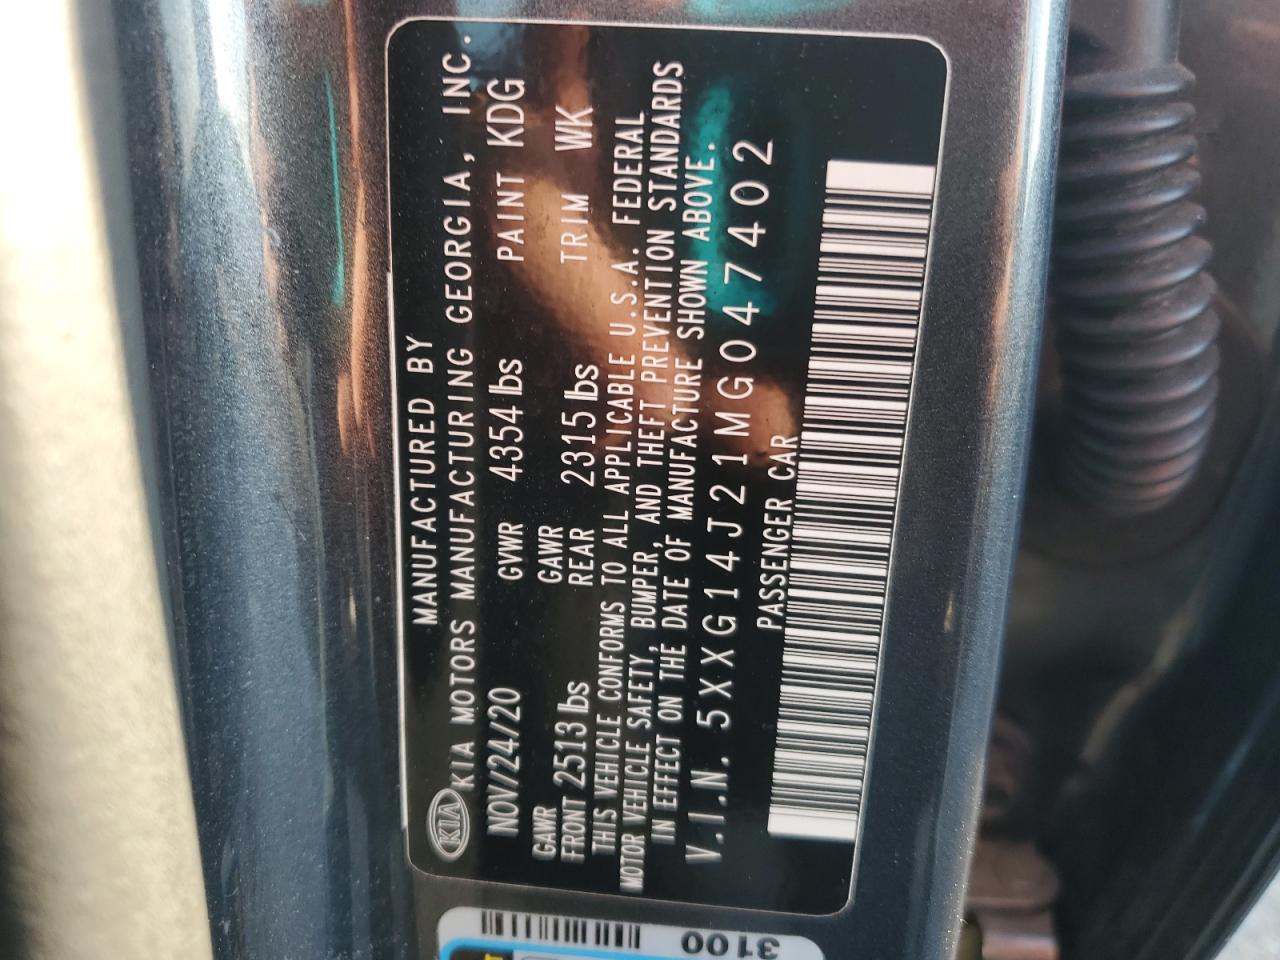 MANUFACTURED BY
KIA KIA MOTORS MANUFACTURING GEORGIA, INC.
NOV/24/20 GVWR 4354 lbs PAINT KDG
GAWR FRONT 2513 lbs GAWR REAR 2315 lbs TRIM WK
THIS VEHICLE CONFORMS TO ALL APPLICABLE U.S.A. FEDERAL
MOTOR VEHICLE SAFETY, BUMPER, AND THEFT PREVENTION STANDARDS
IN EFFECT ON THE DATE OF MANUFACTURE SHOWN ABOVE.
V.I.N. 5XXG14J21MG047402
PASSENGER CAR
3100